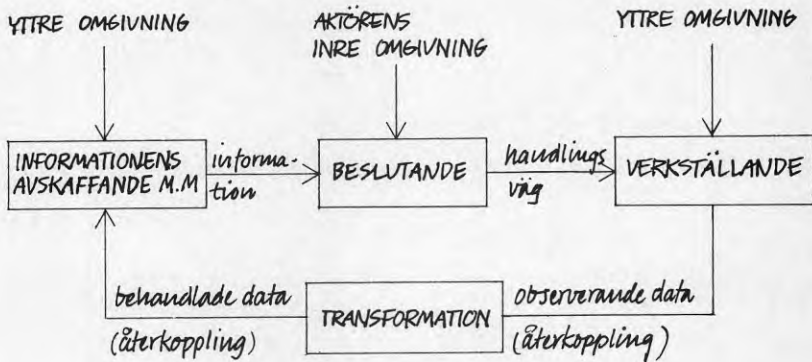 YTTRE OMGIVNING
AKTÖRENS
INRE OMGIVNING
YTTRE OMGIVNING
INFORMATIONENS
AVSKAFFANDE M.M
informa-
tion
BESLUTANDE
handlings
väg
VERKSTÄLLANDE
behandlade data
(återkoppling)
TRANSFORMATION
observerande data
(återkoppling)